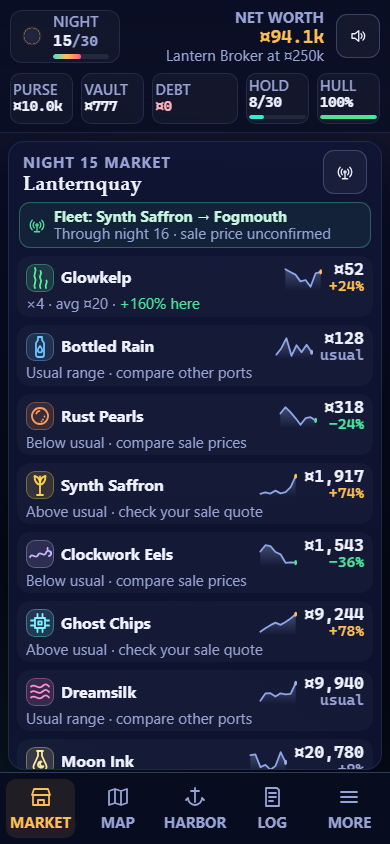 NIGHT
15/30
NET WORTH
¤94.1k
Lantern Broker at ¤250k
PURSE
¤10.0k
VAULT
¤777
DEBT
¤0
HOLD
8/30
HULL
100%
NIGHT 15 MARKET
Lanternquay
Fleet: Synth Saffron → Fogmouth
Through night 16 · sale price unconfirmed
Glowkelp
¤52
+24%
×4 · avg ¤20 · +160% here
Bottled Rain
¤128
usual
Usual range · compare other ports
Rust Pearls
¤318
−24%
Below usual · compare sale prices
Synth Saffron
¤1,917
+74%
Above usual · check your sale quote
Clockwork Eels
¤1,543
−36%
Below usual · compare sale prices
Ghost Chips
¤9,244
+78%
Above usual · check your sale quote
Dreamsilk
¤9,940
usual
Usual range · compare other ports
Moon Ink
¤20,780
MARKET
MAP
HARBOR
LOG
MORE